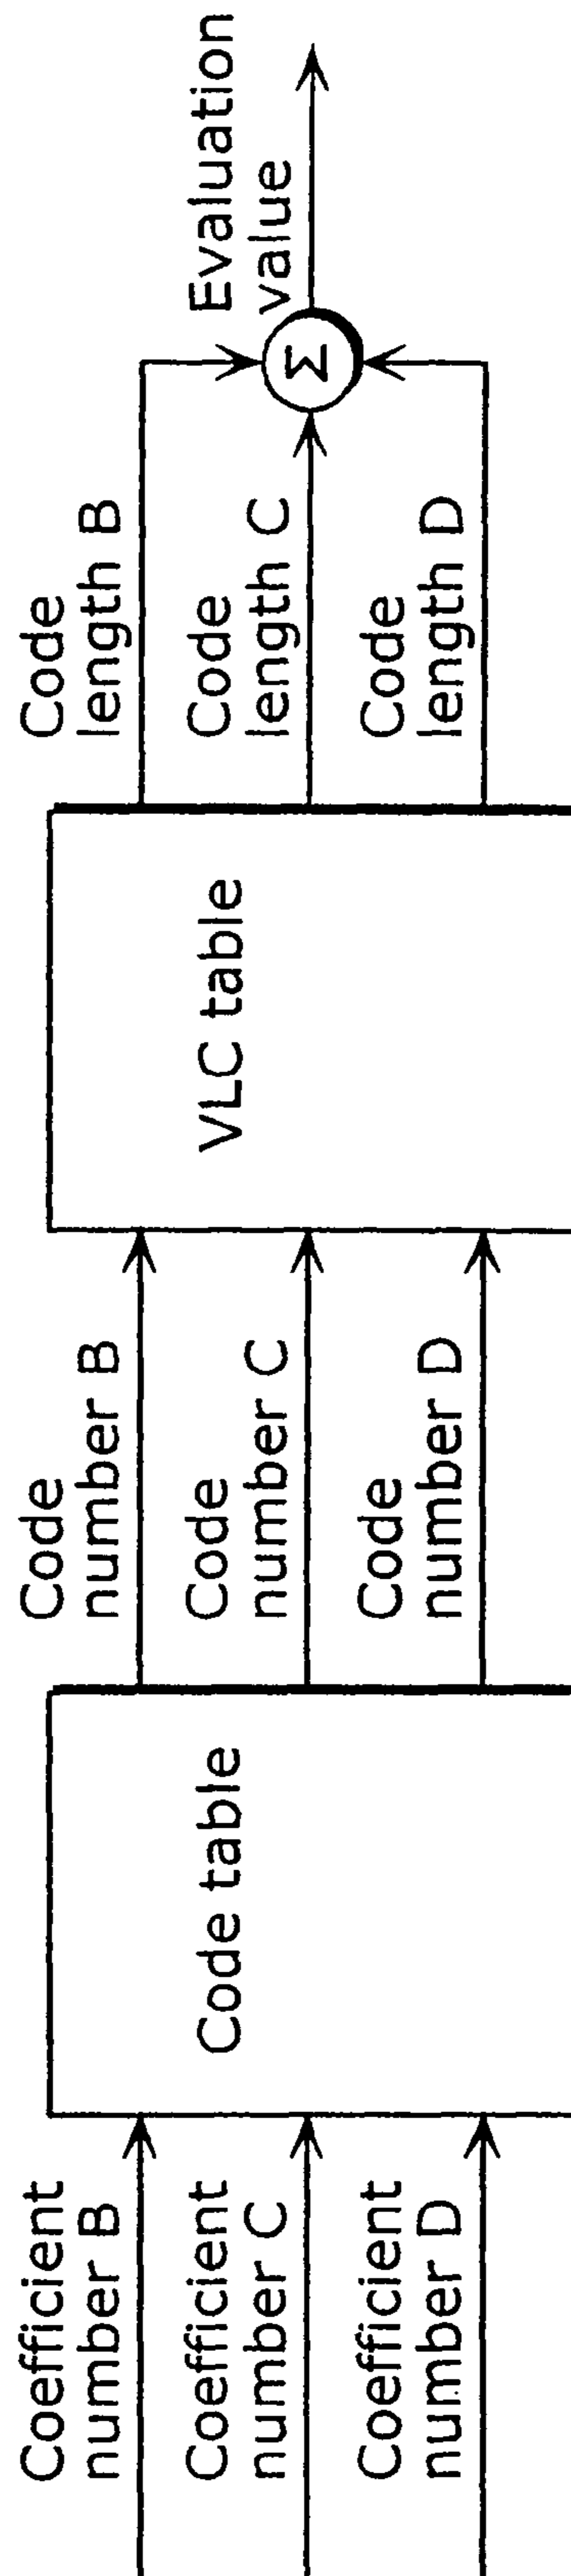 Coefficient
number B
Coefficient
number C
Coefficient
number D
Code table
Code
number B
Code
number C
Code
number D
VLC table
Code
length B
Code
length C
Code
length D
Σ
Evaluation
value